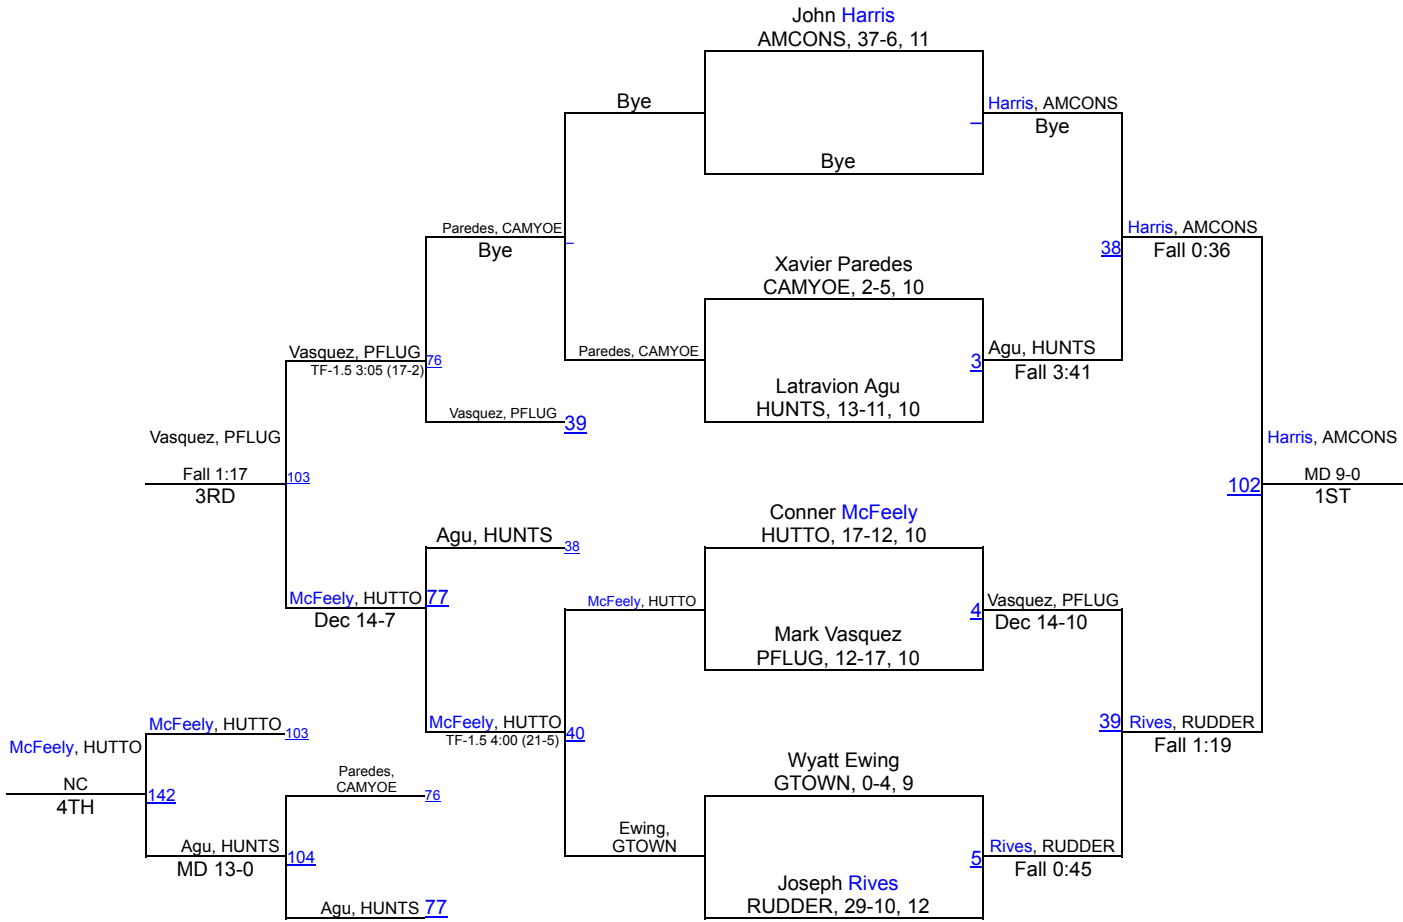 John Harris
AMCONS, 37-6, 11
Bye
Harris, AMCONS
–
Bye
Bye
Paredes, CAMYOE
–
Bye
Harris, AMCONS
38
Fall 0:36
Xavier Paredes
CAMYOE, 2-5, 10
Vasquez, PFLUG
76
TF-1.5 3:05 (17-2)
Paredes, CAMYOE
3
Agu, HUNTS
Fall 3:41
Latravion Agu
HUNTS, 13-11, 10
Vasquez, PFLUG
39
Vasquez, PFLUG
Fall 1:17
103
3RD
Harris, AMCONS
MD 9-0
102
1ST
Conner McFeely
HUTTO, 17-12, 10
Agu, HUNTS
38
McFeely, HUTTO
77
Dec 14-7
McFeely, HUTTO
4
Vasquez, PFLUG
Dec 14-10
Mark Vasquez
PFLUG, 12-17, 10
McFeely, HUTTO
103
McFeely, HUTTO
40
TF-1.5 4:00 (21-5)
39
Rives, RUDDER
Fall 1:19
McFeely, HUTTO
NC
142
4TH
Wyatt Ewing
GTOWN, 0-4, 9
Paredes,
CAMYOE
76
Ewing,
GTOWN
Agu, HUNTS
104
MD 13-0
5
Rives, RUDDER
Fall 0:45
Joseph Rives
RUDDER, 29-10, 12
Agu, HUNTS
77